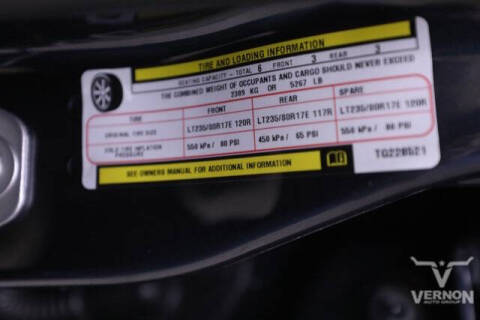 TIRE AND LOADING INFORMATION
SEATING CAPACITY - TOTAL 6 FRONT 3 REAR 3
THE COMBINED WEIGHT OF OCCUPANTS AND CARGO SHOULD NEVER EXCEED
2389 KG OR 5267 LB
TIRE FRONT REAR SPARE
ORIGINAL TIRE SIZE LT235/80R17E 120R LT235/80R17E 117R LT235/80R17E 120R
COLD TIRE INFLATION PRESSURE 550 kPa / 80 PSI 450 kPa / 65 PSI 550 kPa / 80 PSI
SEE OWNERS MANUAL FOR ADDITIONAL INFORMATION
TG228521
VERNON
AUTO GROUP